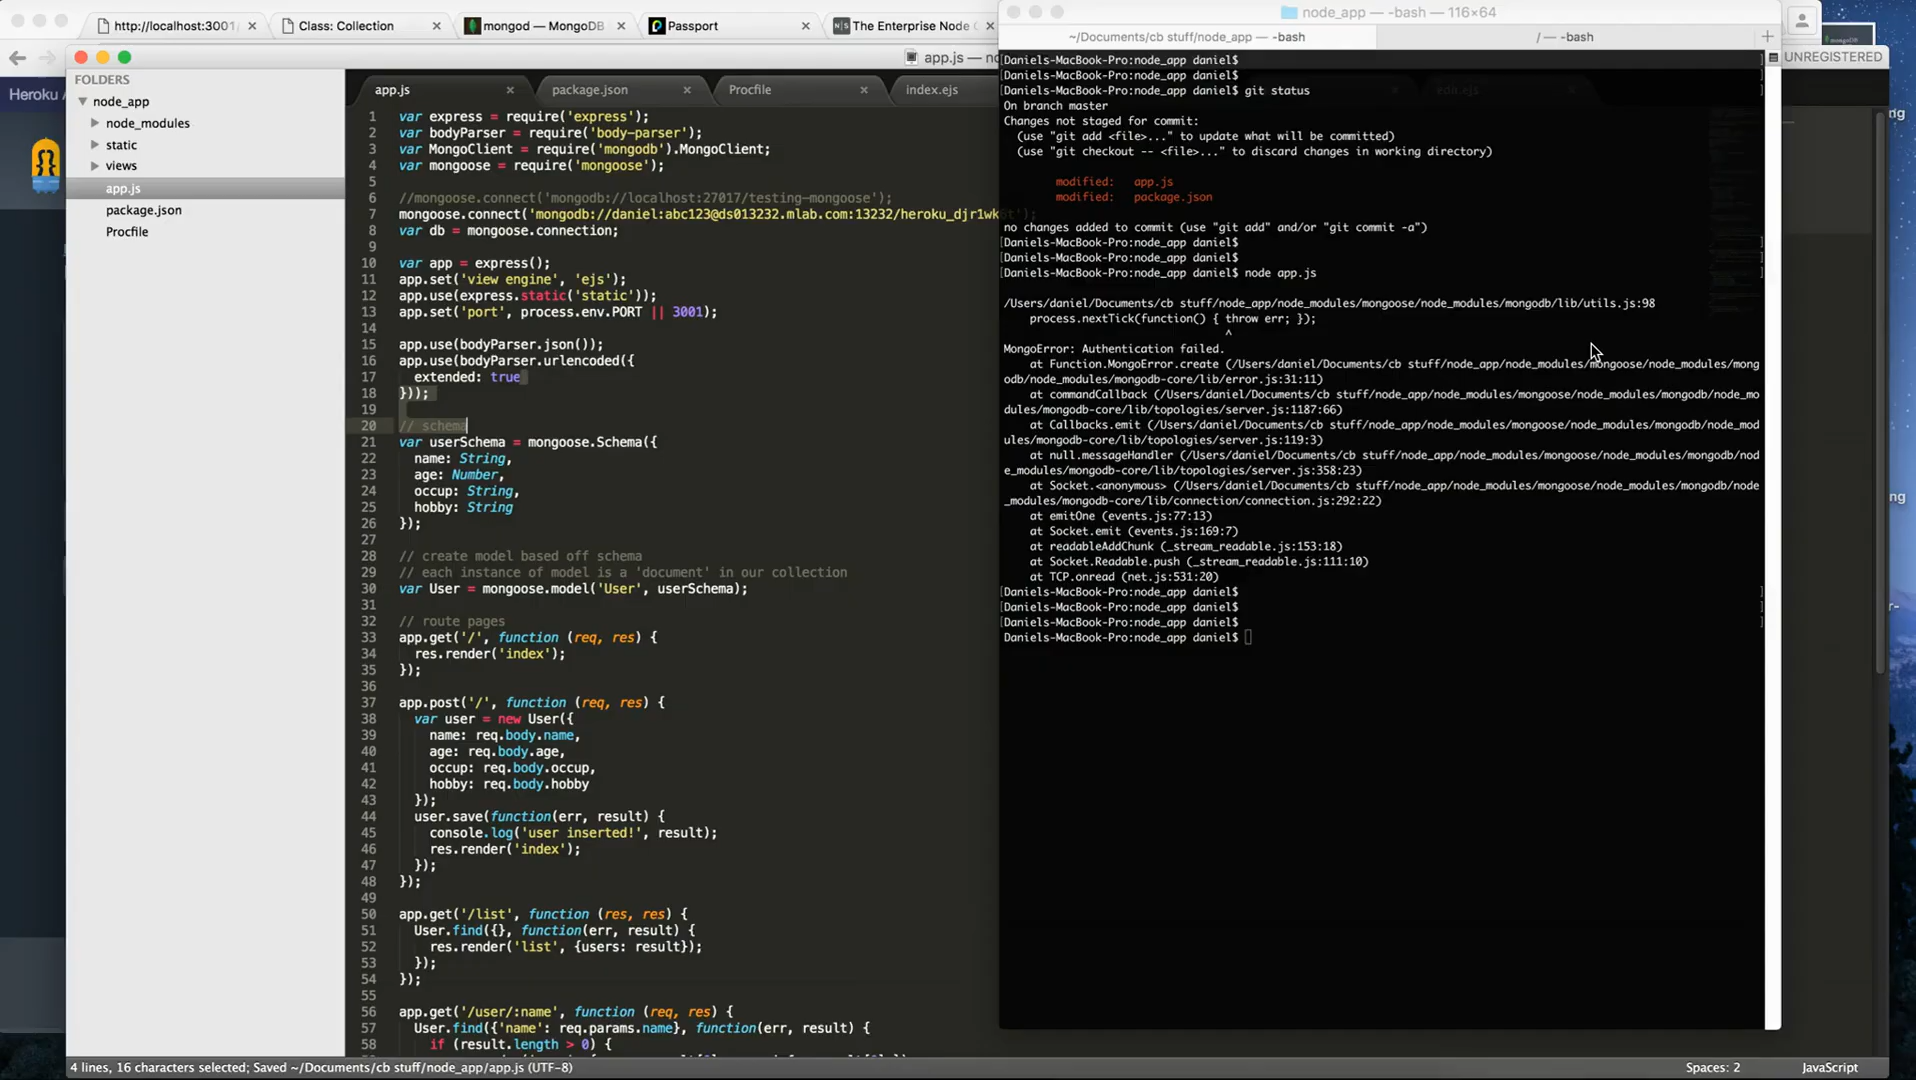 http://localhost:3001/
Class: Collection
mongod — MongoDB
Passport
The Enterprise Node
node_app — -bash — 116×64
~/Documents/cb stuff/node_app — -bash
/ — -bash
app.js
UNREGISTERED
FOLDERS
node_app
node_modules
static
views
app.js
package.json
Procfile
Heroku
app.js
package.json
Procfile
index.ejs
edit.ejs
1 var express = require('express');
2 var bodyParser = require('body-parser');
3 var MongoClient = require('mongodb').MongoClient;
4 var mongoose = require('mongoose');
5
6 //mongoose.connect('mongodb://localhost:27017/testing-mongoose');
7 mongoose.connect('mongodb://daniel:abc123@ds013232.mlab.com:13232/heroku_djr1wk6t');
8 var db = mongoose.connection;
9
10 var app = express();
11 app.set('view engine', 'ejs');
12 app.use(express.static('static'));
13 app.set('port', process.env.PORT || 3001);
14
15 app.use(bodyParser.json());
16 app.use(bodyParser.urlencoded({
17 extended: true
18 }));
19
20 // schema
21 var userSchema = mongoose.Schema({
22 name: String,
23 age: Number,
24 occup: String,
25 hobby: String
26 });
27
28 // create model based off schema
29 // each instance of model is a 'document' in our collection
30 var User = mongoose.model('User', userSchema);
31
32 // route pages
33 app.get('/', function (req, res) {
34 res.render('index');
35 });
36
37 app.post('/', function (req, res) {
38 var user = new User({
39 name: req.body.name,
40 age: req.body.age,
41 occup: req.body.occup,
42 hobby: req.body.hobby
43 });
44 user.save(function(err, result) {
45 console.log('user inserted!', result);
46 res.render('index');
47 });
48 });
49
50 app.get('/list', function (res, res) {
51 User.find({}, function(err, result) {
52 res.render('list', {users: result});
53 });
54 });
55
56 app.get('/user/:name', function (req, res) {
57 User.find({'name': req.params.name}, function(err, result) {
58 if (result.length > 0) {
[Daniels-MacBook-Pro:node_app daniel$ ]
[Daniels-MacBook-Pro:node_app daniel$ ]
[Daniels-MacBook-Pro:node_app daniel$ git status ]
On branch master
Changes not staged for commit:
(use "git add <file>..." to update what will be committed)
(use "git checkout -- <file>..." to discard changes in working directory)
modified: app.js
modified: package.json
no changes added to commit (use "git add" and/or "git commit -a")
[Daniels-MacBook-Pro:node_app daniel$ ]
[Daniels-MacBook-Pro:node_app daniel$ ]
[Daniels-MacBook-Pro:node_app daniel$ node app.js ]
/Users/daniel/Documents/cb stuff/node_app/node_modules/mongoose/node_modules/mongodb/lib/utils.js:98
process.nextTick(function() { throw err; });
^
MongoError: Authentication failed.
at Function.MongoError.create (/Users/daniel/Documents/cb stuff/node_app/node_modules/mongoose/node_modules/mong
odb/node_modules/mongodb-core/lib/error.js:31:11)
at commandCallback (/Users/daniel/Documents/cb stuff/node_app/node_modules/mongoose/node_modules/mongodb/node_mo
dules/mongodb-core/lib/topologies/server.js:1187:66)
at Callbacks.emit (/Users/daniel/Documents/cb stuff/node_app/node_modules/mongoose/node_modules/mongodb/node_mod
ules/mongodb-core/lib/topologies/server.js:119:3)
at null.messageHandler (/Users/daniel/Documents/cb stuff/node_app/node_modules/mongoose/node_modules/mongodb/nod
e_modules/mongodb-core/lib/topologies/server.js:358:23)
at Socket.<anonymous> (/Users/daniel/Documents/cb stuff/node_app/node_modules/mongoose/node_modules/mongodb/node
_modules/mongodb-core/lib/connection/connection.js:292:22)
at emitOne (events.js:77:13)
at Socket.emit (events.js:169:7)
at readableAddChunk (_stream_readable.js:153:18)
at Socket.Readable.push (_stream_readable.js:111:10)
at TCP.onread (net.js:531:20)
[Daniels-MacBook-Pro:node_app daniel$ ]
[Daniels-MacBook-Pro:node_app daniel$ ]
[Daniels-MacBook-Pro:node_app daniel$ ]
Daniels-MacBook-Pro:node_app daniel$
4 lines, 16 characters selected; Saved ~/Documents/cb stuff/node_app/app.js (UTF-8)
Spaces: 2
JavaScript